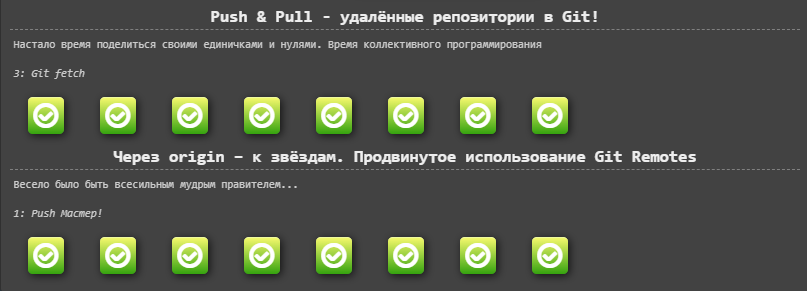 Push & Pull - удалённые репозитории в Git!
Настало время поделиться своими единичками и нулями. Время коллективного программирования
3: Git fetch
Через origin – к звёздам. Продвинутое использование Git Remotes
Весело было быть всесильным мудрым правителем...
1: Push Мастер!